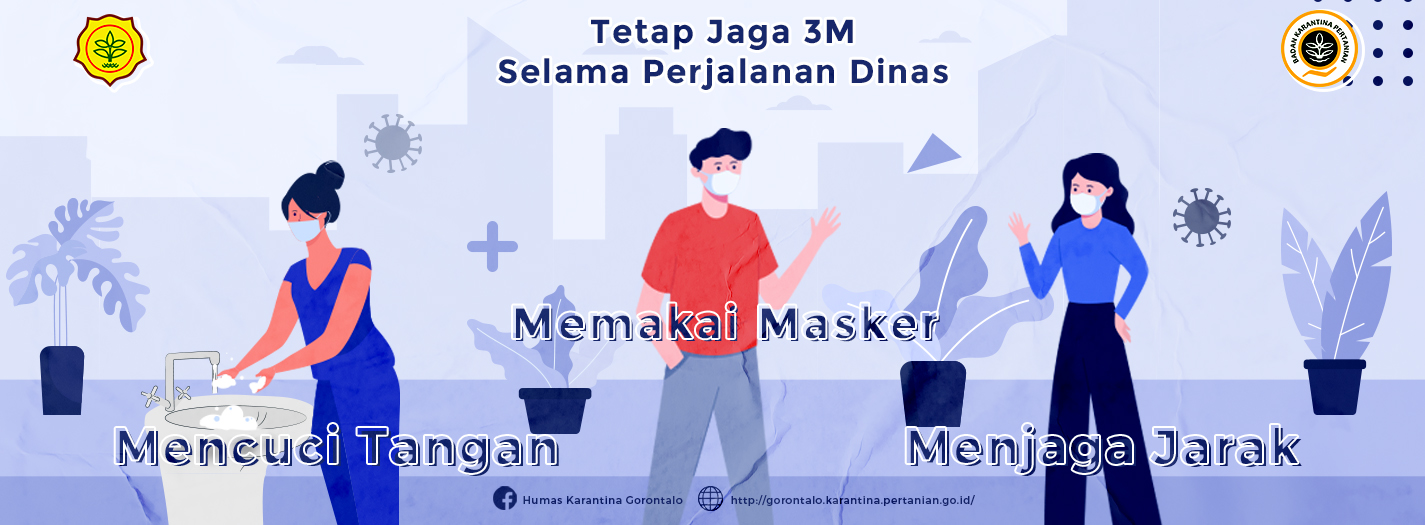 Tetap Jaga 3M
Selama Perjalanan Dinas
BADAN KARANTINA PERTANIAN
Memakai Masker
Mencuci Tangan
Menjaga Jarak
Humas Karantina Gorontalo
http://gorontalo.karantina.pertanian.go.id/